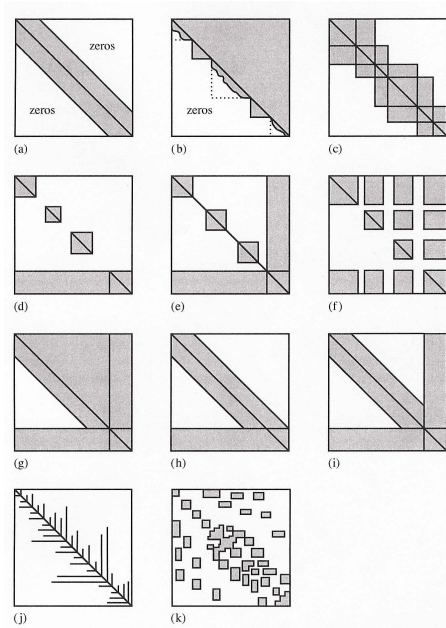 zeros
zeros
zeros
(a)
(b)
(c)
(d)
(e)
(f)
(g)
(h)
(i)
(j)
(k)